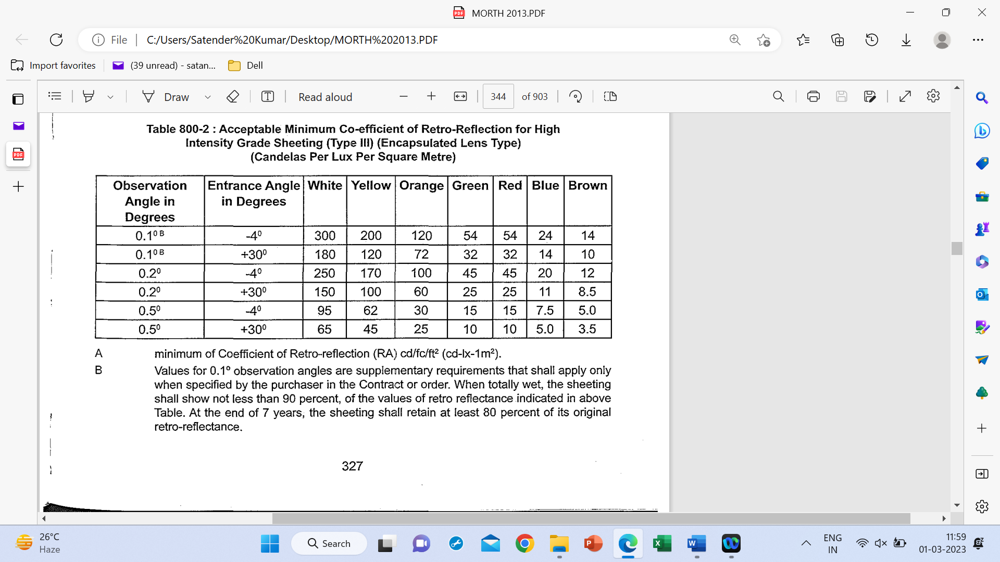 MORTH 2013.PDF
File
C:/Users/Satender%20Kumar/Desktop/MORTH%202013.PDF
Import favorites
(39 unread) - satan...
Dell
Draw
Read aloud
344
of 903
Table 800-2 : Acceptable Minimum Co-efficient of Retro-Reflection for High
Intensity Grade Sheeting (Type III) (Encapsulated Lens Type)
(Candelas Per Lux Per Square Metre)
Observation Angle in Degrees Entrance Angle in Degrees White Yellow Orange Green Red Blue Brown
0.1⁰ ᴮ -4⁰ 300 200 120 54 54 24 14
0.1⁰ ᴮ +30⁰ 180 120 72 32 32 14 10
0.2⁰ -4⁰ 250 170 100 45 45 20 12
0.2⁰ +30⁰ 150 100 60 25 25 11 8.5
0.5⁰ -4⁰ 95 62 30 15 15 7.5 5.0
0.5⁰ +30⁰ 65 45 25 10 10 5.0 3.5
A minimum of Coefficient of Retro-reflection (RA) cd/fc/ft² (cd-lx-1m²).
B Values for 0.1º observation angles are supplementary requirements that shall apply only
when specified by the purchaser in the Contract or order. When totally wet, the sheeting
shall show not less than 90 percent, of the values of retro reflectance indicated in above
Table. At the end of 7 years, the sheeting shall retain at least 80 percent of its original
retro-reflectance.
327
26°C
Haze
Search
ENG
IN
11:59
01-03-2023